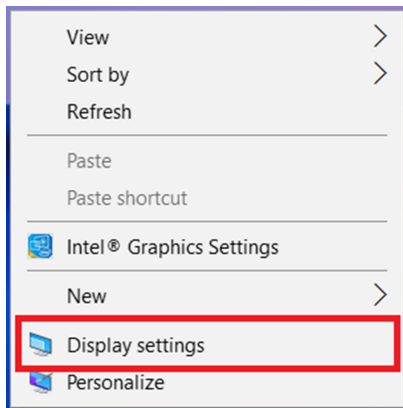 View
Sort by
Refresh
Paste
Paste shortcut
Intel® Graphics Settings
New
Display settings
Personalize